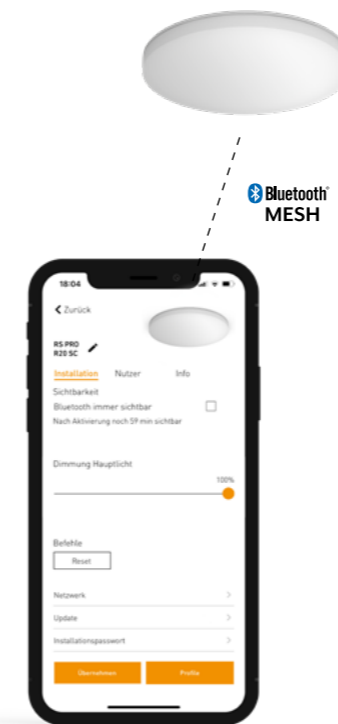 Bluetooth®
MESH
18:04
Zurück
RS PRO
R20 SC
Installation Nutzer Info
Sichtbarkeit
Bluetooth immer sichtbar
Nach Aktivierung noch 59 min sichtbar
Dimmung Hauptlicht
100%
Befehle
Reset
Netzwerk
Update
Installationspasswort
Übernehmen Profile